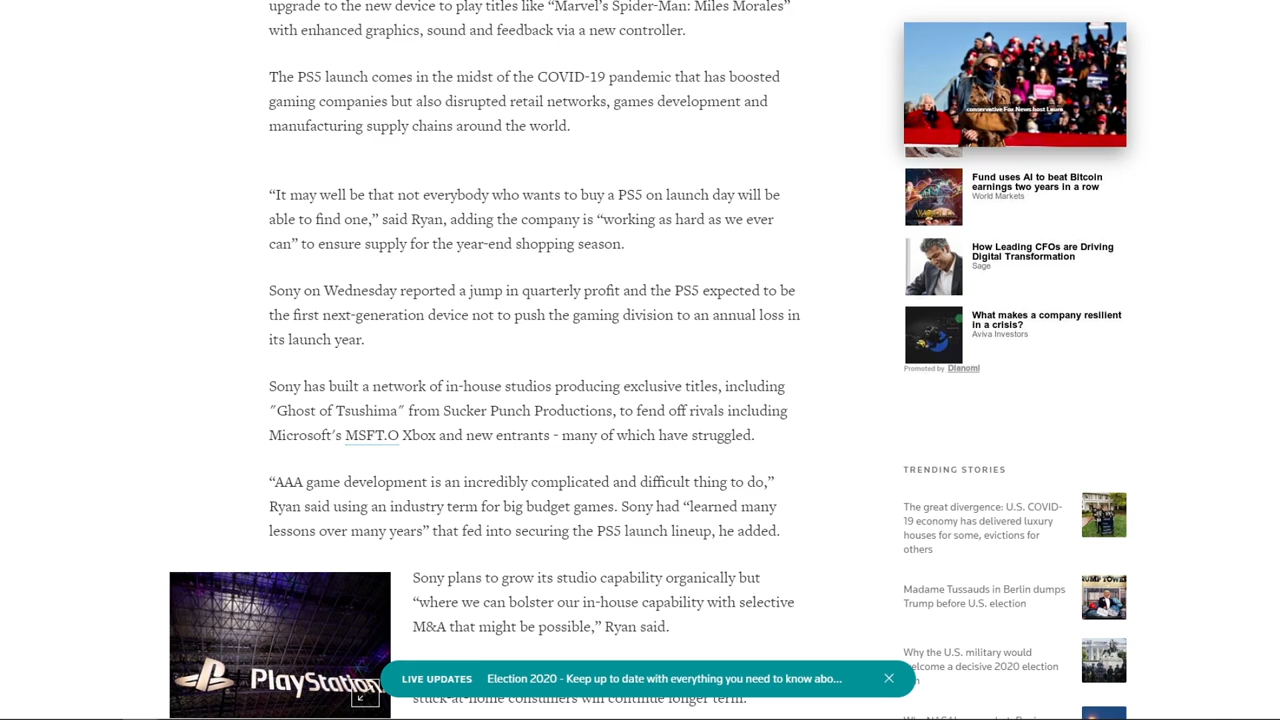 upgrade to the new device to play titles like “Marvel’s Spider-Man: Miles Morales”
with enhanced graphics, sound and feedback via a new controller.
The PS5 launch comes in the midst of the COVID-19 pandemic that has boosted
gaming companies but also disrupted retail networks, games development and
manufacturing supply chains around the world.
“It may well be that not everybody who wants to buy a PS5 on launch day will be
able to find one,” said Ryan, adding the company is “working as hard as we ever
can” to ensure supply for the year-end shopping season.
Sony on Wednesday reported a jump in quarterly profit and the PS5 expected to be
the first next-generation device not to push the gaming division to an annual loss in
its launch year.
Sony has built a network of in-house studios producing exclusive titles, including
"Ghost of Tsushima" from Sucker Punch Productions, to fend off rivals including
Microsoft's MSFT.O Xbox and new entrants - many of which have struggled.
“AAA game development is an incredibly complicated and difficult thing to do,”
Ryan said using an industry term for big budget games. Sony had “learned many
lessons over many years” that fed into securing the PS5 launch lineup, he added.
PlayStation
Sony plans to grow its studio capability organically but
“where we can bolster our in-house capability with selective
M&A that might be possible,” Ryan said.
stuck-at-home consumers will continue longer term.
LIVE UPDATES Election 2020 - Keep up to date with everything you need to know abo...
conservative Fox News host Laura
Fund uses AI to beat Bitcoin
earnings two years in a row
World Markets
How Leading CFOs are Driving
Digital Transformation
Sage
What makes a company resilient
in a crisis?
Aviva Investors
Promoted by Dianomi
TRENDING STORIES
The great divergence: U.S. COVID-
19 economy has delivered luxury
houses for some, evictions for
others
Madame Tussauds in Berlin dumps
Trump before U.S. election
Why the U.S. military would
welcome a decisive 2020 election